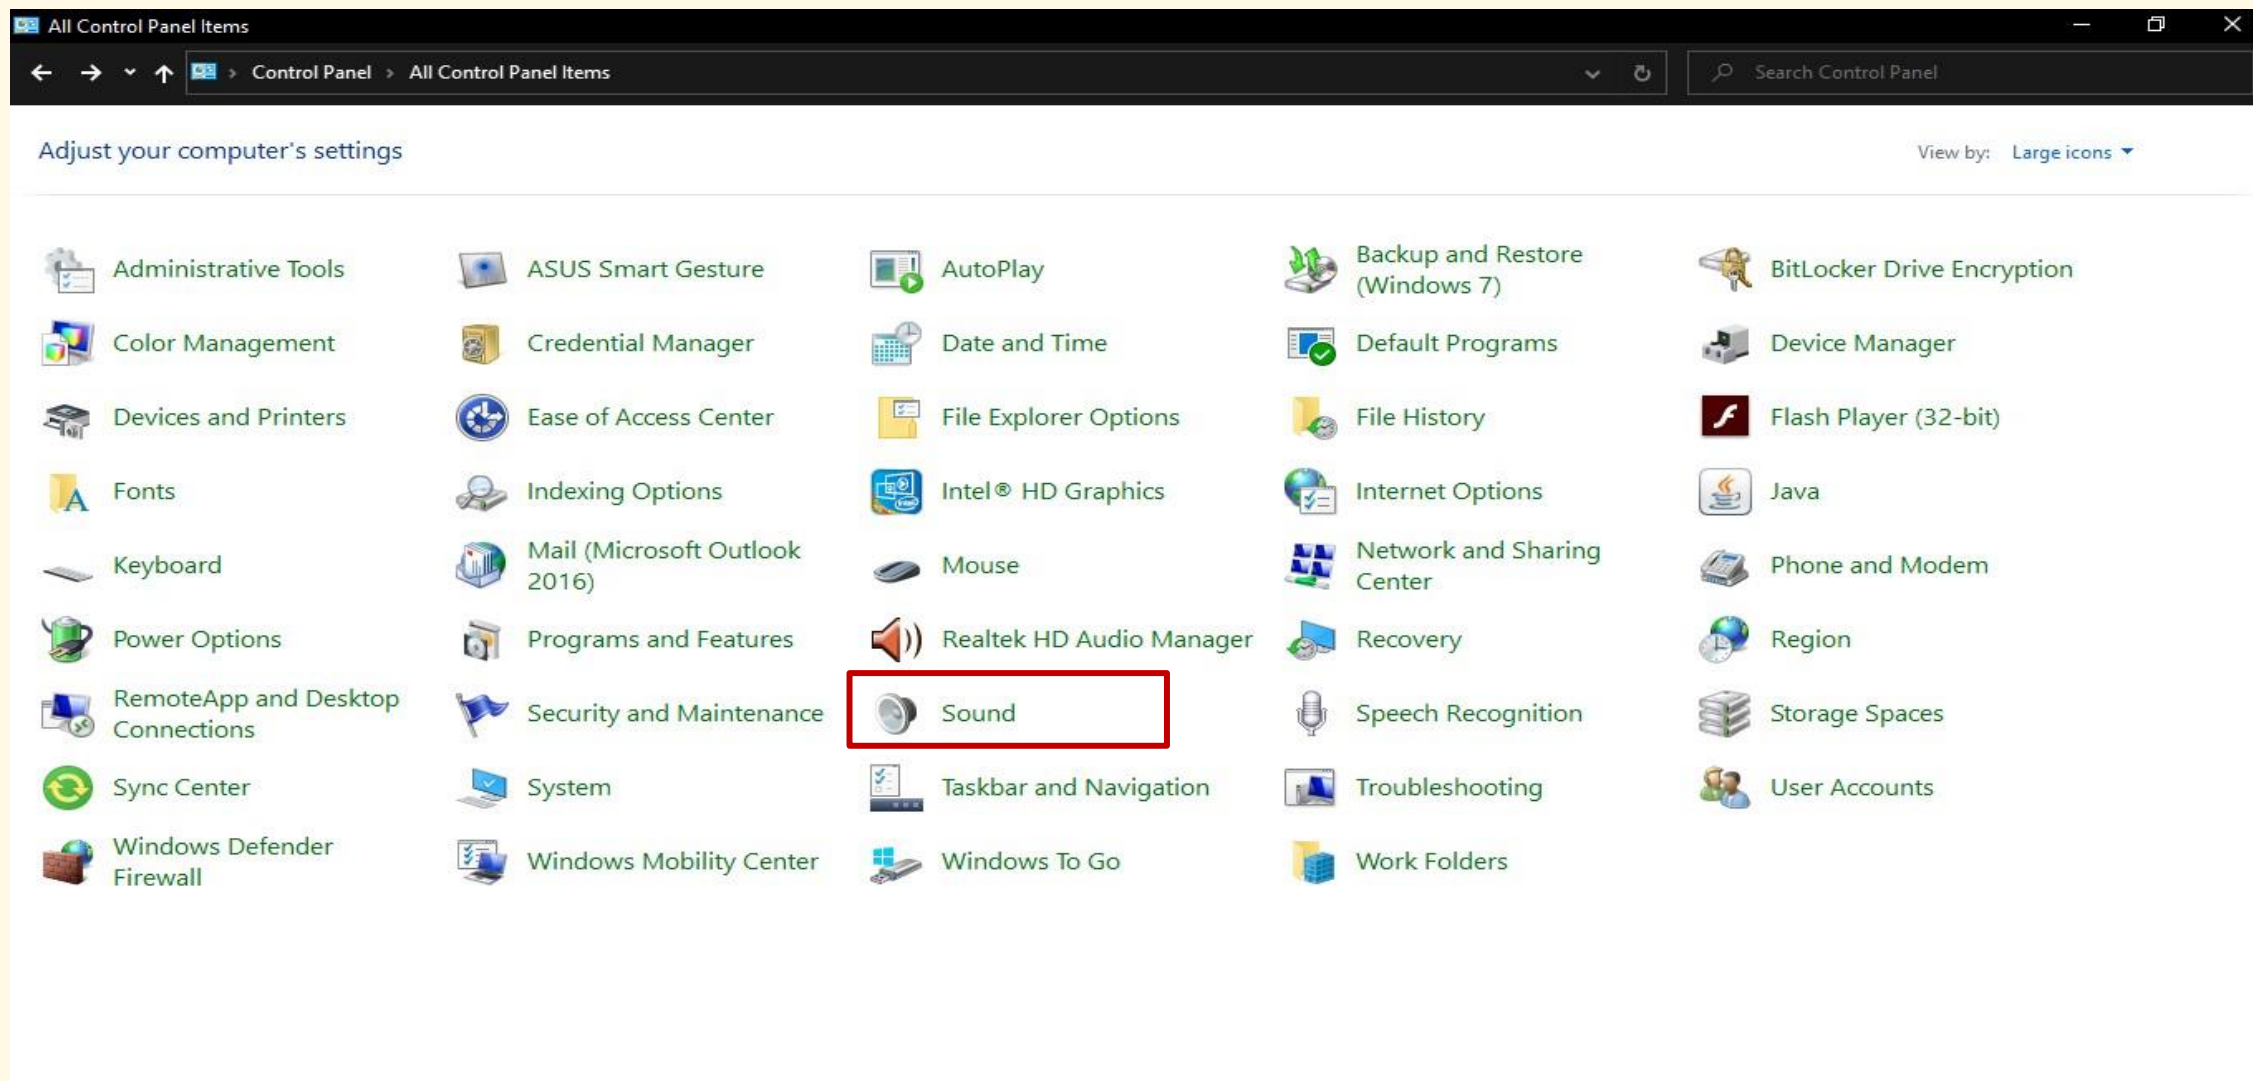 All Control Panel Items
Control Panel > All Control Panel Items
Search Control Panel
Adjust your computer's settings
View by: Large icons
Administrative Tools
ASUS Smart Gesture
AutoPlay
Backup and Restore
(Windows 7)
BitLocker Drive Encryption
Color Management
Credential Manager
Date and Time
Default Programs
Device Manager
Devices and Printers
Ease of Access Center
File Explorer Options
File History
Flash Player (32-bit)
Fonts
Indexing Options
Intel® HD Graphics
Internet Options
Java
Keyboard
Mail (Microsoft Outlook
2016)
Mouse
Network and Sharing
Center
Phone and Modem
Power Options
Programs and Features
Realtek HD Audio Manager
Recovery
Region
RemoteApp and Desktop
Connections
Security and Maintenance
Sound
Speech Recognition
Storage Spaces
Sync Center
System
Taskbar and Navigation
Troubleshooting
User Accounts
Windows Defender
Firewall
Windows Mobility Center
Windows To Go
Work Folders